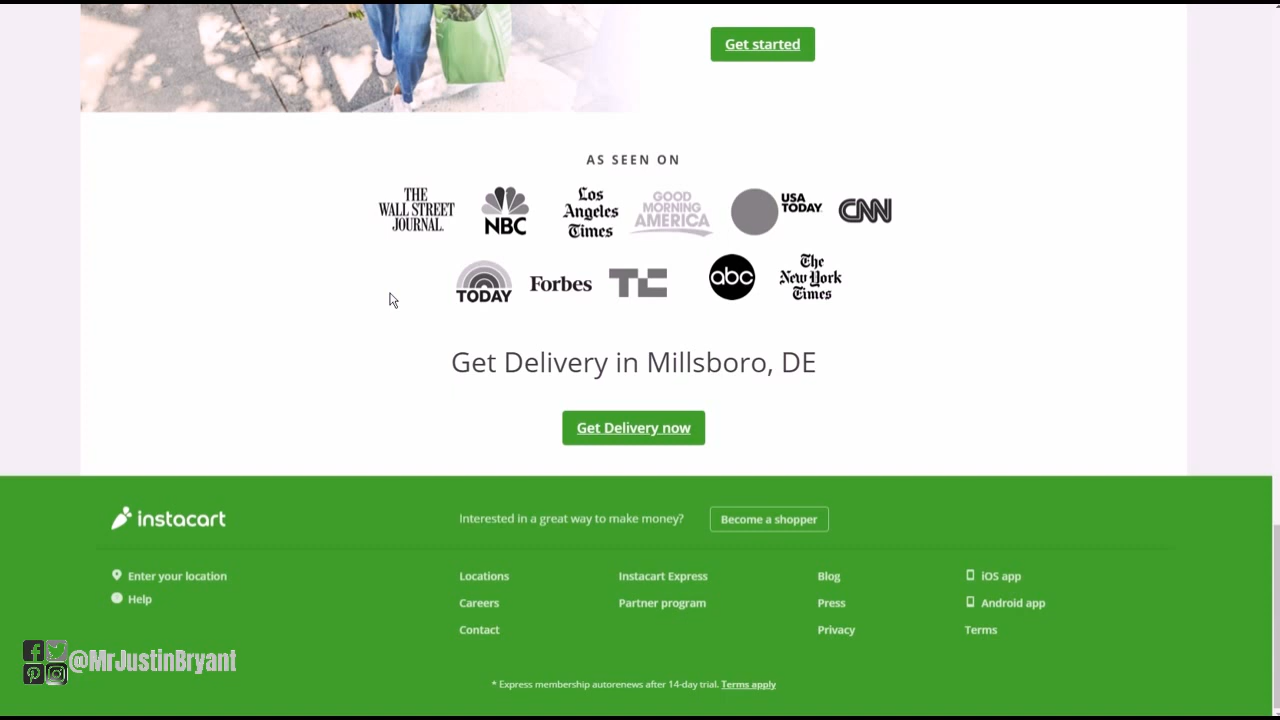 Get started
AS SEEN ON
THE
WALL STREET
JOURNAL.
NBC
Los
Angeles
Times
GOOD
MORNING
AMERICA
USA
TODAY
CNN
TODAY
Forbes
TC
abc
The
New York
Times
Get Delivery in Millsboro, DE
Get Delivery now
instacart
Interested in a great way to make money?
Become a shopper
Enter your location
Locations
Instacart Express
Blog
iOS app
Help
Careers
Partner program
Press
Android app
Contact
Privacy
Terms
@MrJustinBryant
* Express membership autorenews after 14-day trial. Terms apply